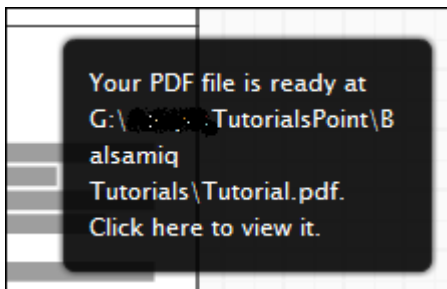 Your PDF file is ready at
G:\ TutorialsPoint\B
alsamiq
Tutorials\Tutorial.pdf.
Click here to view it.